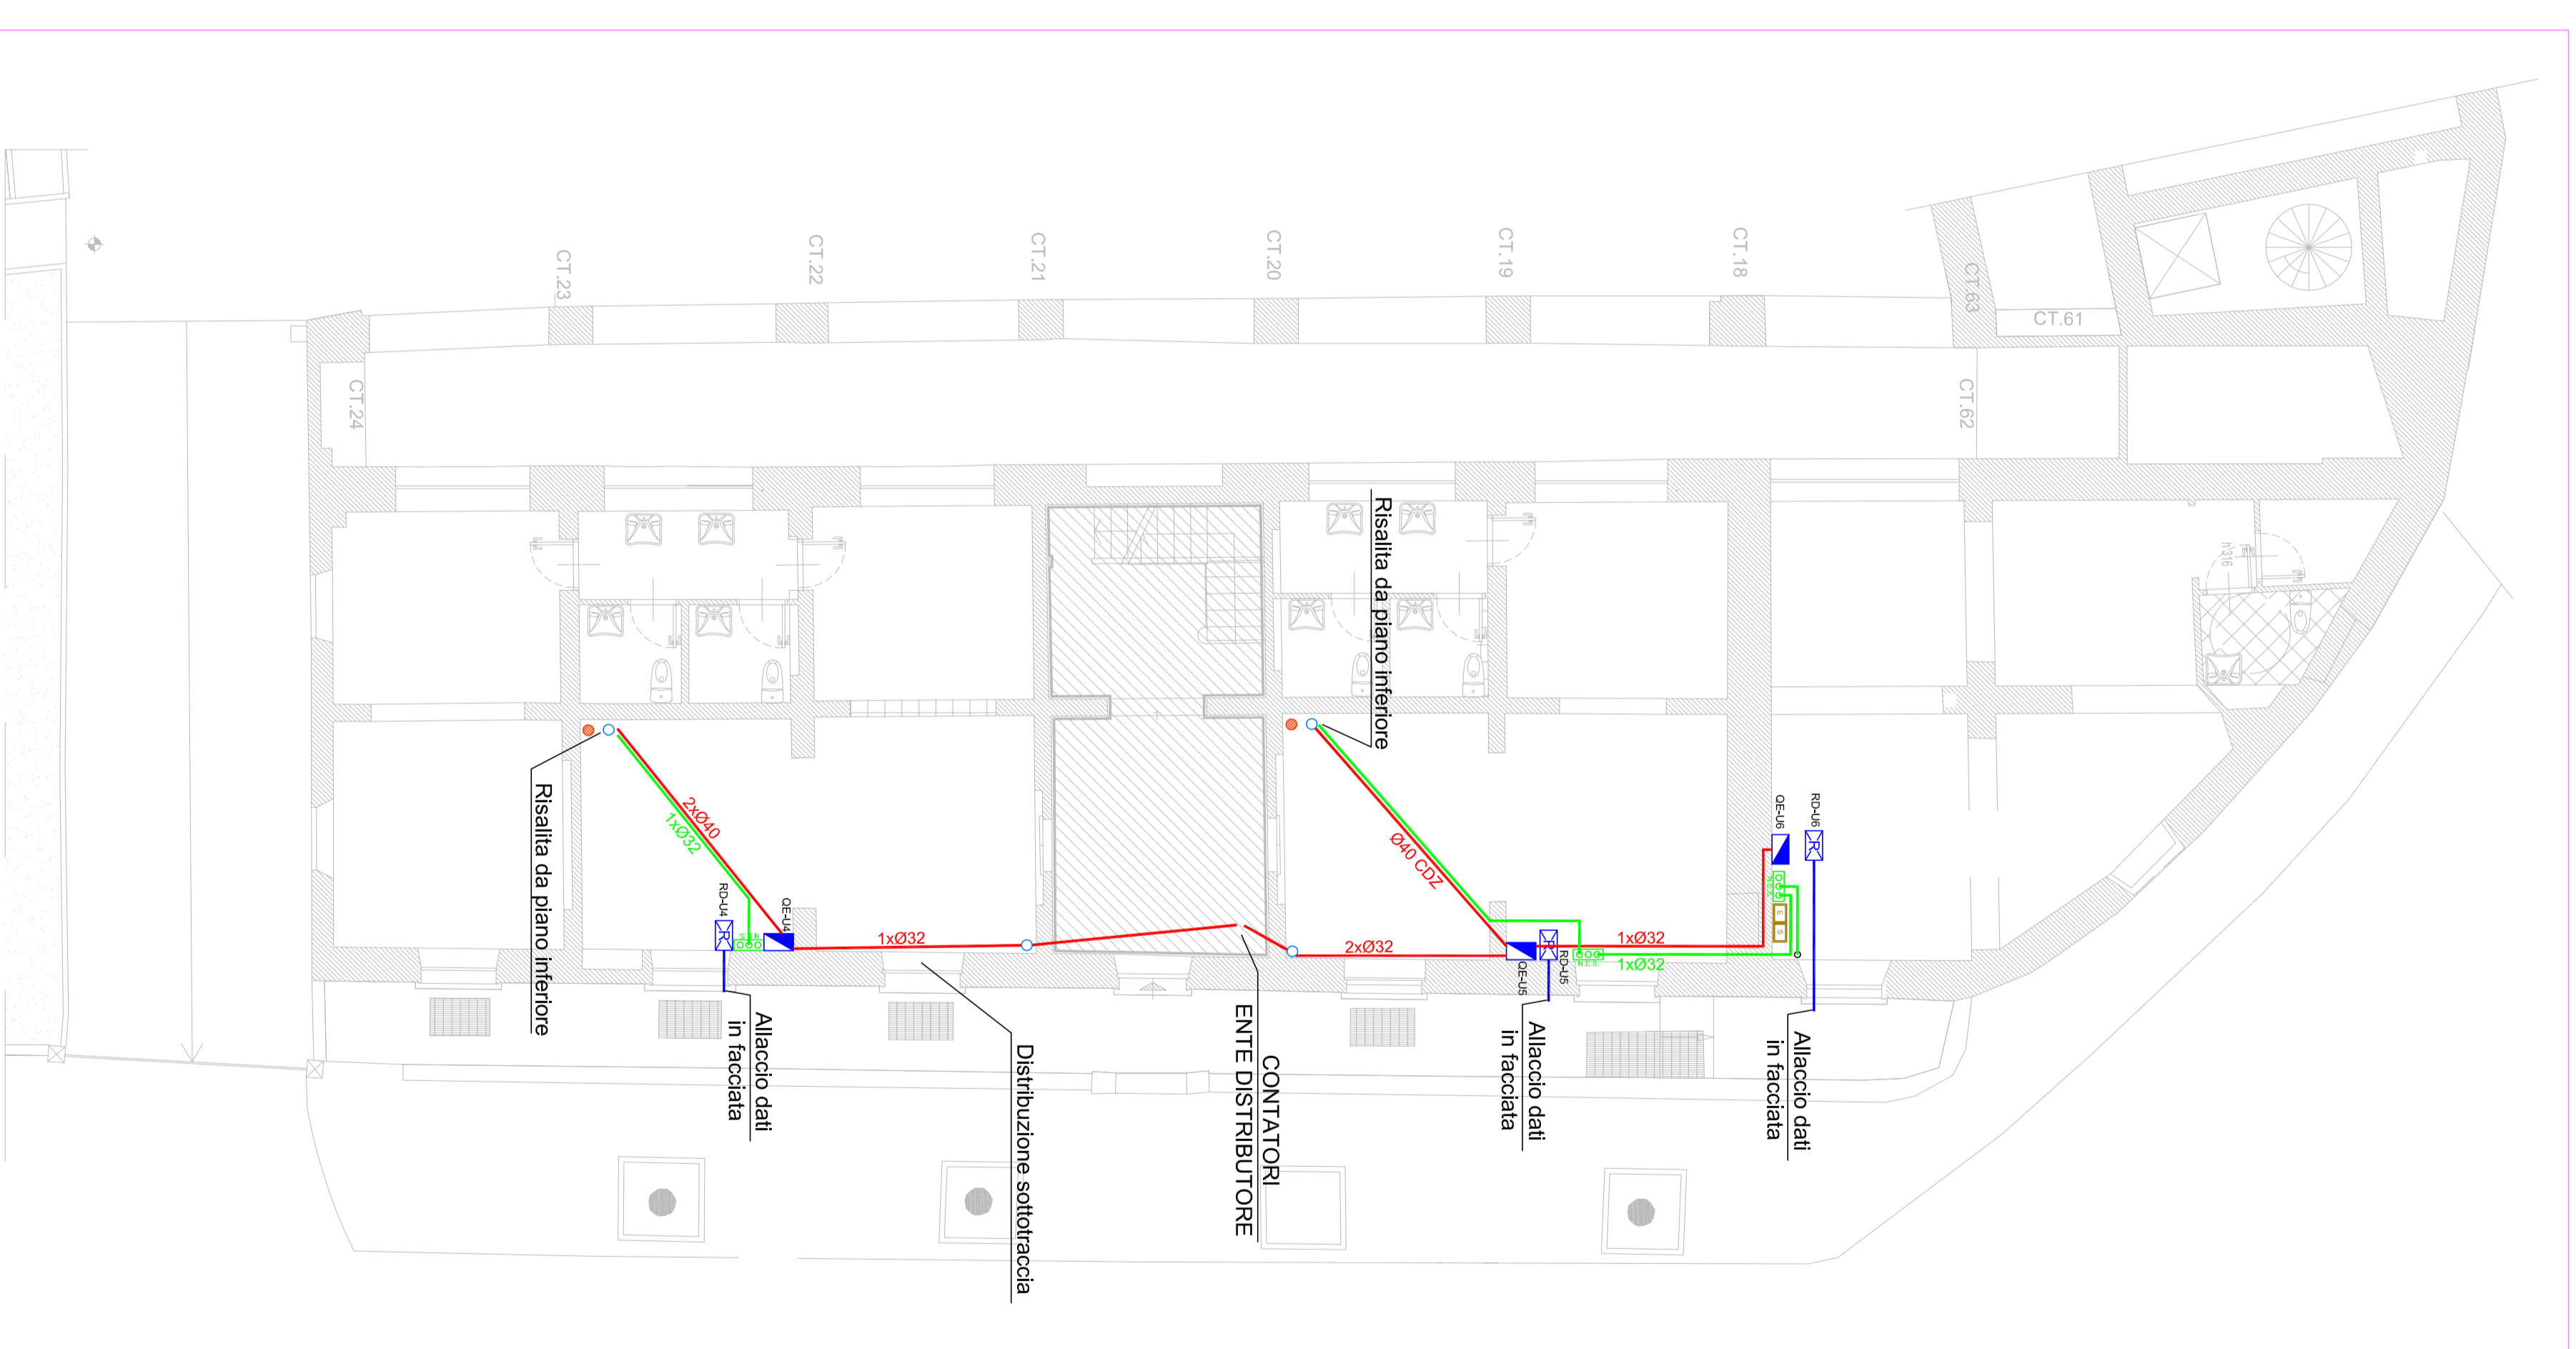 CT.23
CT.22
CT.21
CT.20
CT.19
CT.18
CT.63
CT.61
CT.24
CT.62
h316
Risalita da piano inferiore
Risalita da piano inferiore
2xØ40
1xØ32
RD-U4
R
QE-U4
S E N
1xØ32
Ø40 CDZ
2xØ32
QE-U5
R
RD-U5
N E S
1xØ32
1xØ32
QE-U6
RD-U6
R
N E S
E
S
Allaccio dati
in facciata
Distribuzione sottotraccia
CONTATORI
ENTE DISTRIBUTORE
Allaccio dati
in facciata
Allaccio dati
in facciata